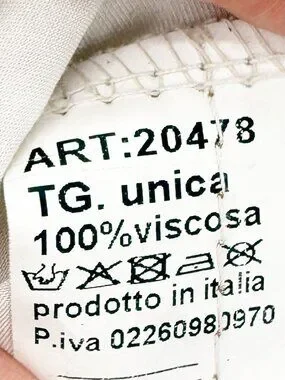 ART:20478
TG. unica
100%viscosa
prodotto in italia
P.iva 02260980970